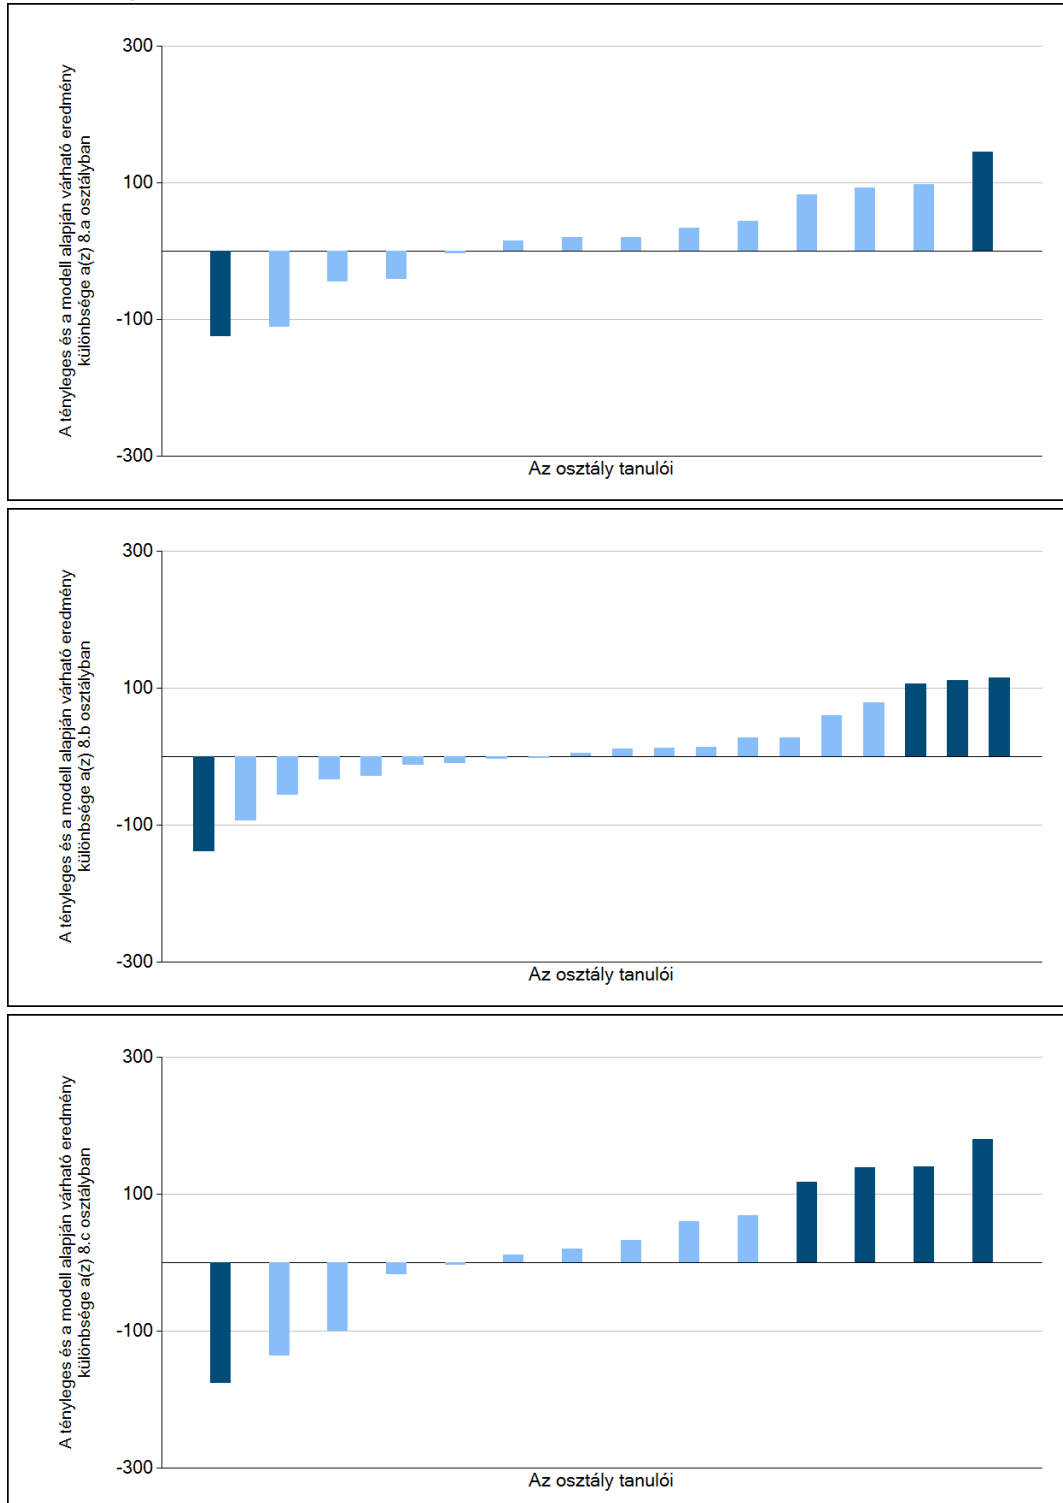 A tényleges és a modell alapján várható eredmény
különbsége a(z) 8.a osztályban
300
100
-100
-300
Az osztály tanulói
A tényleges és a modell alapján várható eredmény
különbsége a(z) 8.b osztályban
300
100
-100
-300
Az osztály tanulói
A tényleges és a modell alapján várható eredmény
különbsége a(z) 8.c osztályban
300
100
-100
-300
Az osztály tanulói